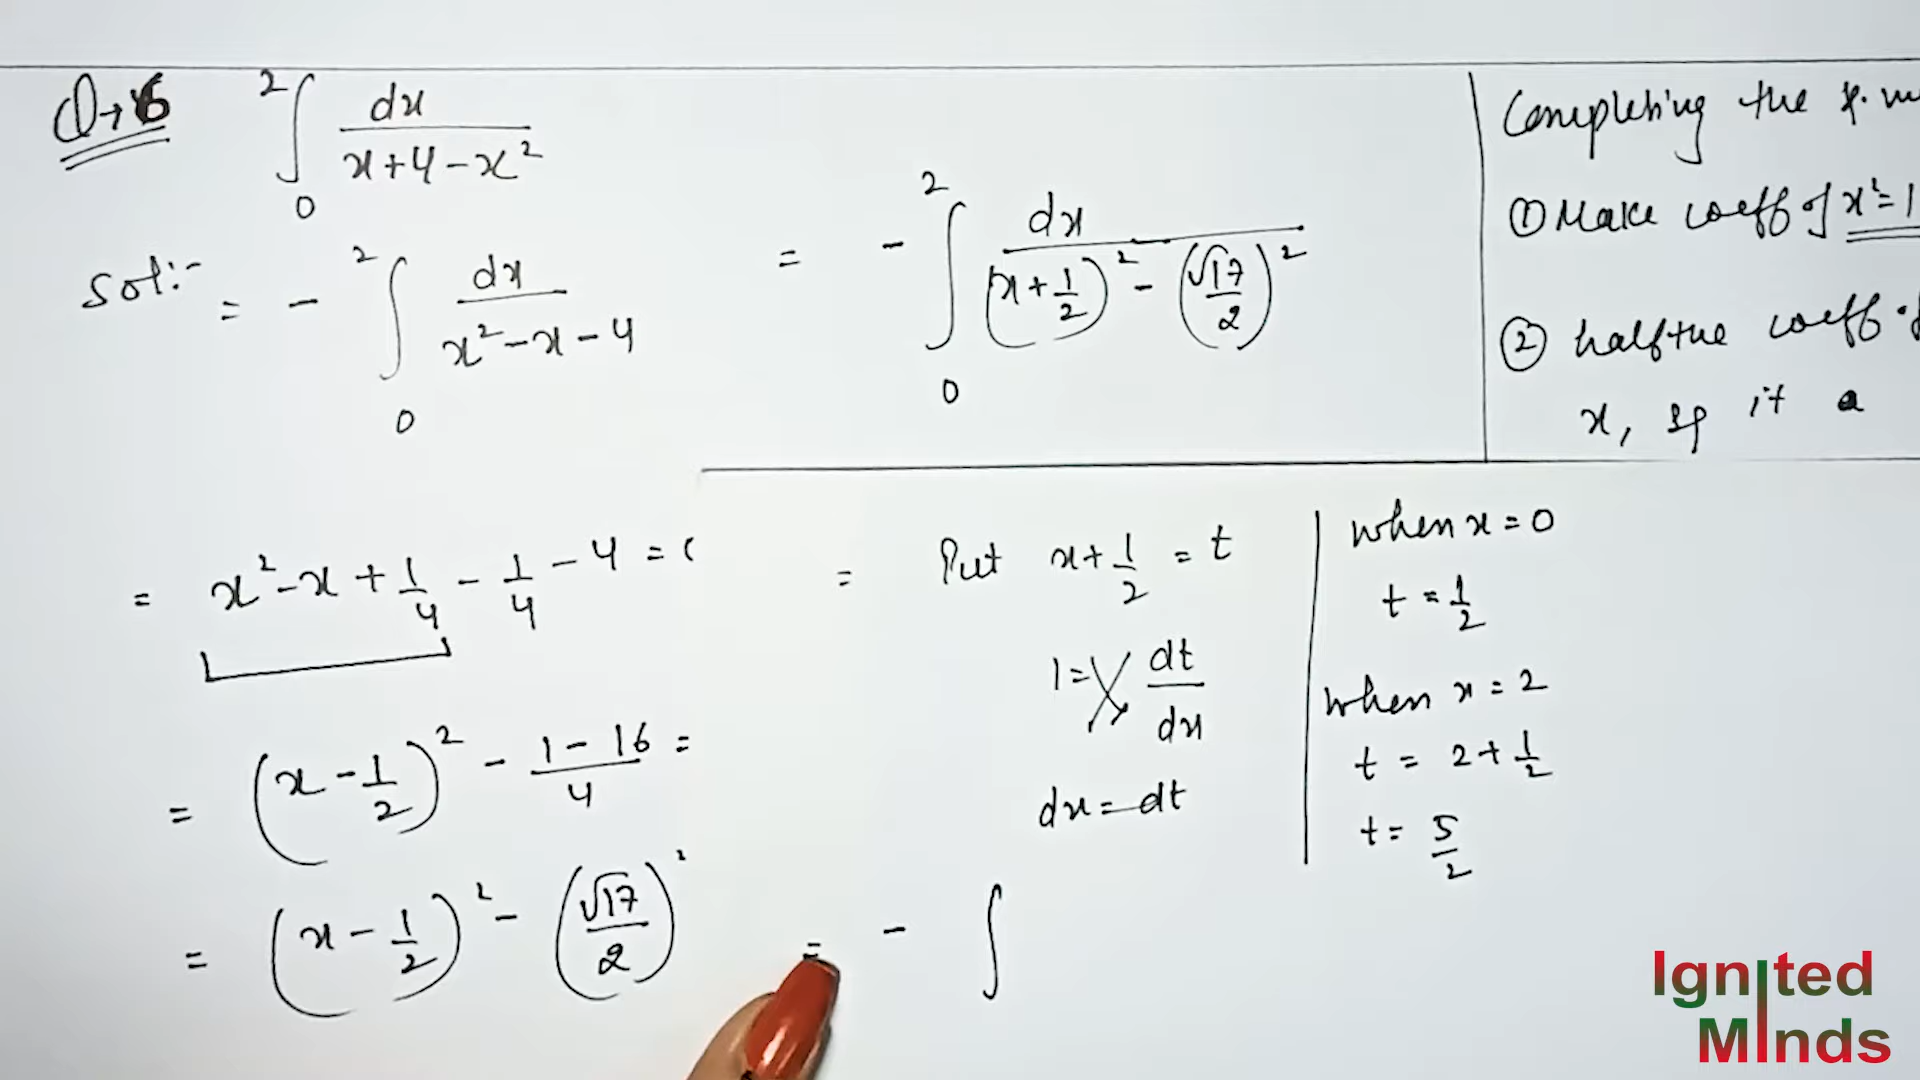 Q→6 ∫₀² dx / (x+4-x²)
Sol:- = - ∫₀² dx / (x²-x-4)
= x²-x+1/4 - 1/4 - 4 = (
= (x-1/2)² - (1-16)/4 =
= (x-1/2)² - (√17/2)²
= - ∫₀² dx / ((x+1/2)² - (√17/2)²)
= Put x+1/2 = t
1 = dt/dx
dx = dt
when x=0
t = 1/2
when x=2
t = 2+1/2
t = 5/2
= - ∫
Completing the
① Make coeff of x²=1
② half the coeff of
x, it a
Ignited
Minds